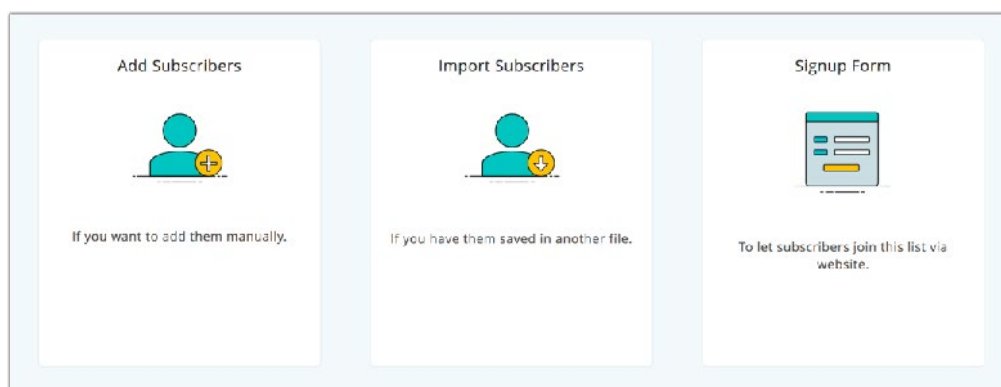 Add Subscribers
If you want to add them manually.
Import Subscribers
If you have them saved in another file.
Signup Form
To let subscribers join this list via
website.